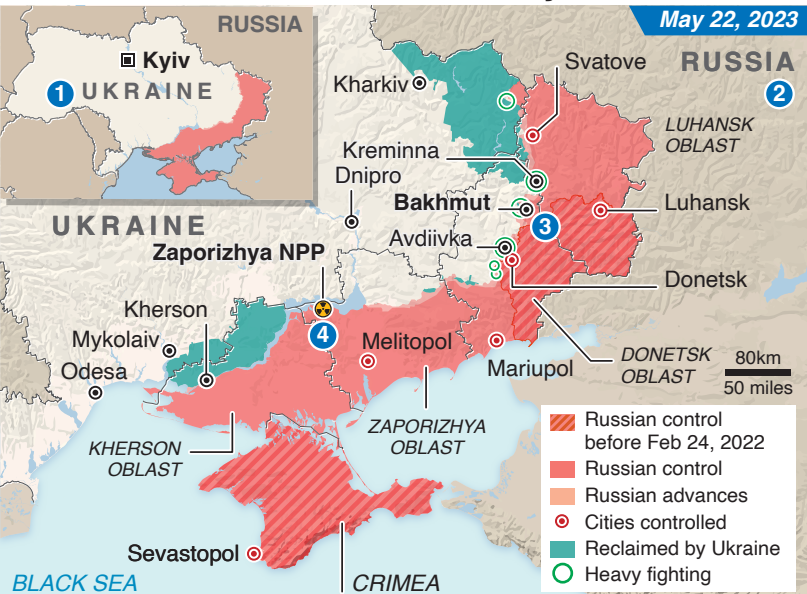 May 22, 2023
RUSSIA
Kyiv
1
UKRAINE
RUSSIA
2
Svatove
Kharkiv
LUHANSK
OBLAST
Kreminna
Dnipro
Bakhmut
Luhansk
3
UKRAINE
Avdiivka
Zaporizhya NPP
Donetsk
Kherson
4
Mykolaiv
Melitopol
Mariupol
DONETSK
OBLAST
80km
50 miles
Odesa
KHERSON
OBLAST
ZAPORIZHYA
OBLAST
Russian control
before Feb 24, 2022
Russian control
Russian advances
Cities controlled
Reclaimed by Ukraine
Heavy fighting
Sevastopol
BLACK SEA
CRIMEA